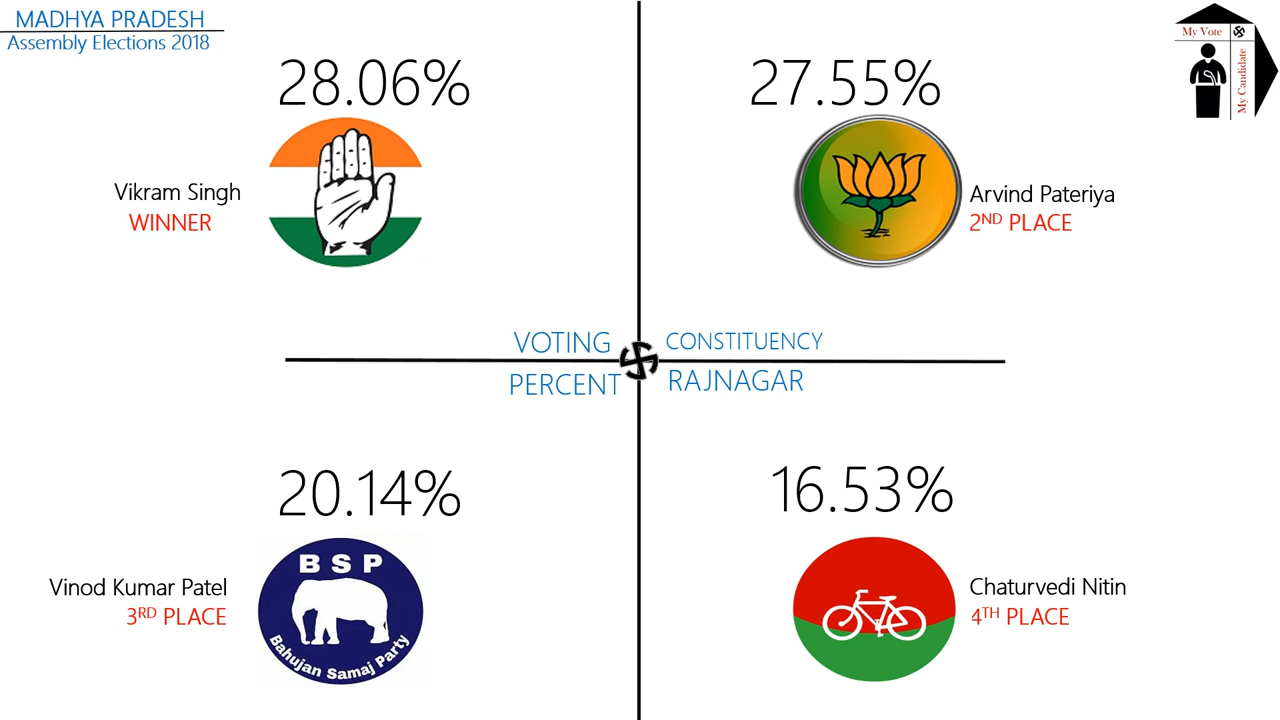 MADHYA PRADESH
Assembly Elections 2018
My Vote
My Candidate
28.06%
Vikram Singh
WINNER
27.55%
Arvind Pateriya
2ND PLACE
VOTING
PERCENT
CONSTITUENCY
RAJNAGAR
20.14%
BSP
Bahujan Samaj Party
Vinod Kumar Patel
3RD PLACE
16.53%
Chaturvedi Nitin
4TH PLACE